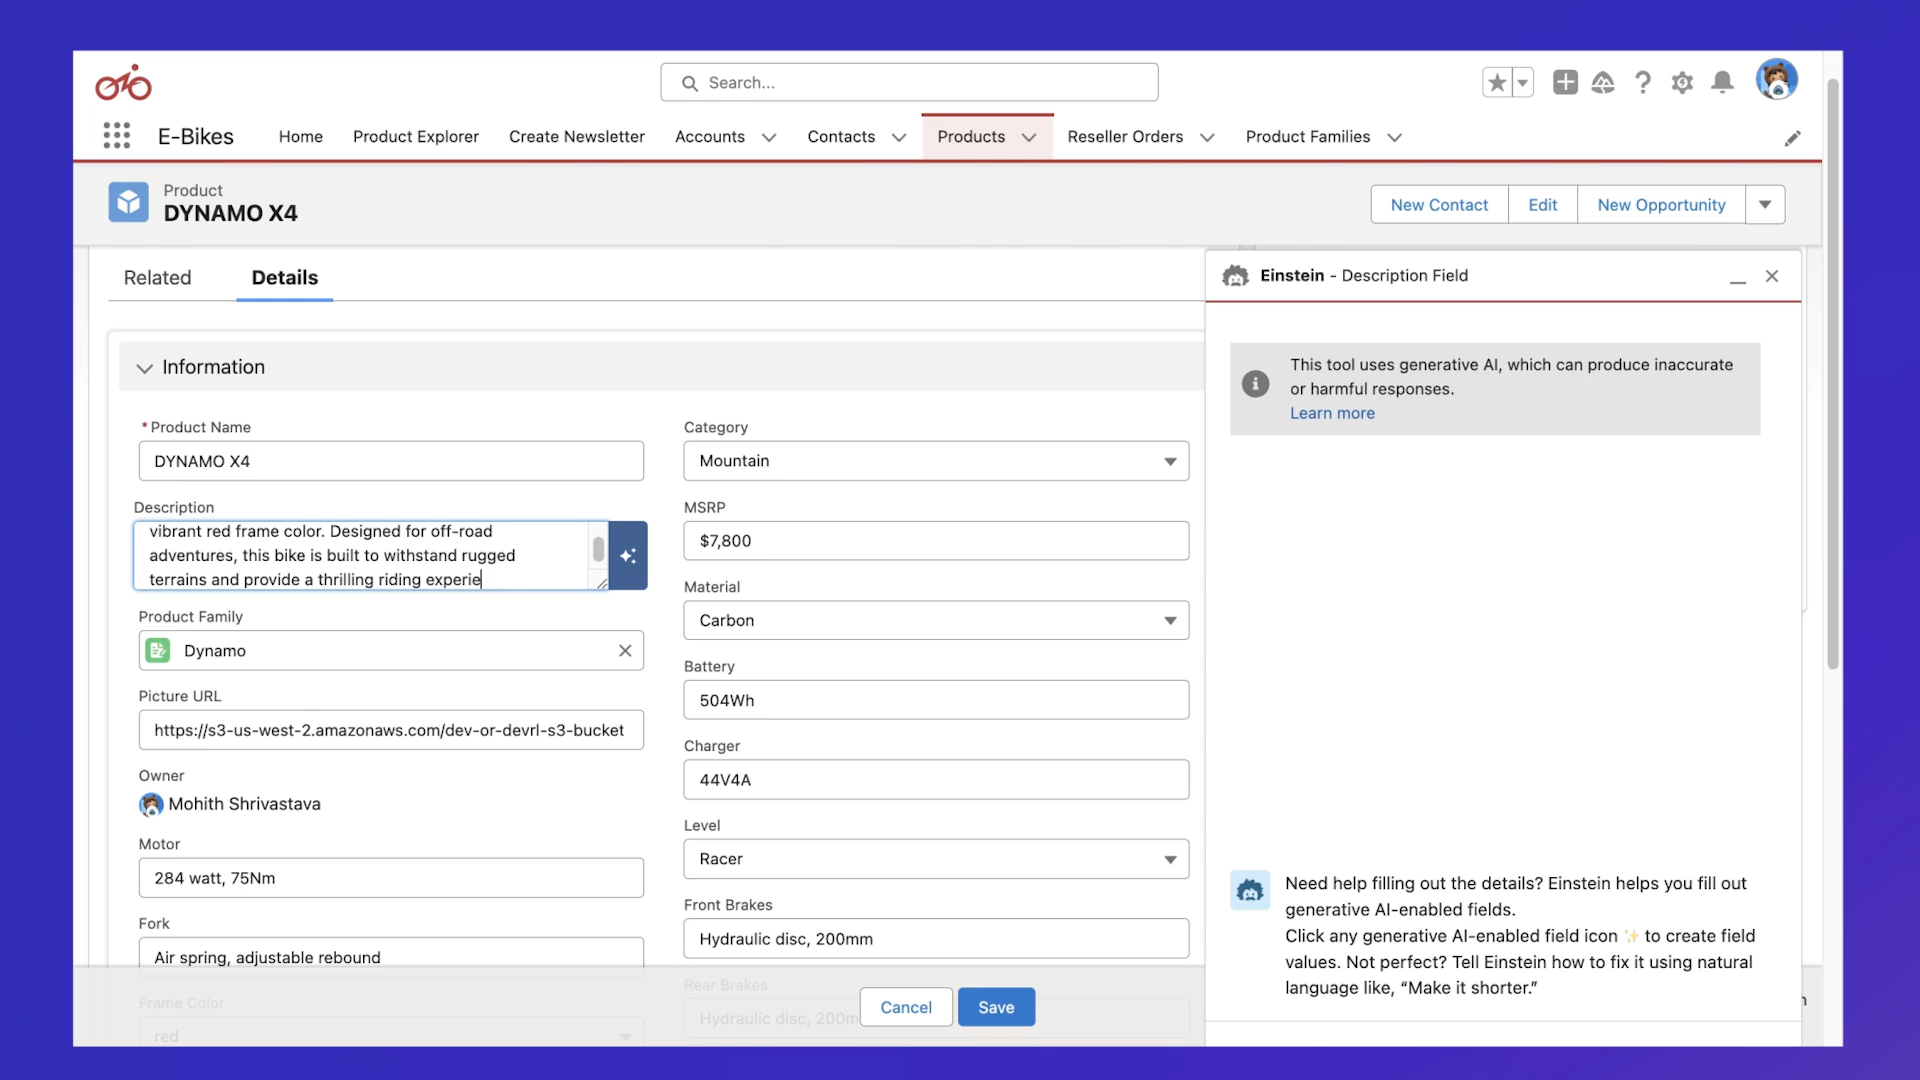 Search...
E-Bikes
Home
Product Explorer
Create Newsletter
Accounts
Contacts
Products
Reseller Orders
Product Families
Product
DYNAMO X4
New Contact
Edit
New Opportunity
Related
Details
Information
*Product Name
DYNAMO X4
Description
vibrant red frame color. Designed for off-road
adventures, this bike is built to withstand rugged
terrains and provide a thrilling riding experie
Product Family
Dynamo
Picture URL
https://s3-us-west-2.amazonaws.com/dev-or-devrl-s3-bucket
Owner
Mohith Shrivastava
Motor
284 watt, 75Nm
Fork
Air spring, adjustable rebound
Frame Color
red
Category
Mountain
MSRP
$7,800
Material
Carbon
Battery
504Wh
Charger
44V4A
Level
Racer
Front Brakes
Hydraulic disc, 200mm
Rear Brakes
Hydraulic disc, 200m
Cancel
Save
Einstein - Description Field
This tool uses generative AI, which can produce inaccurate
or harmful responses.
Learn more
Need help filling out the details? Einstein helps you fill out
generative AI-enabled fields.
Click any generative AI-enabled field icon ✨ to create field
values. Not perfect? Tell Einstein how to fix it using natural
language like, “Make it shorter.”